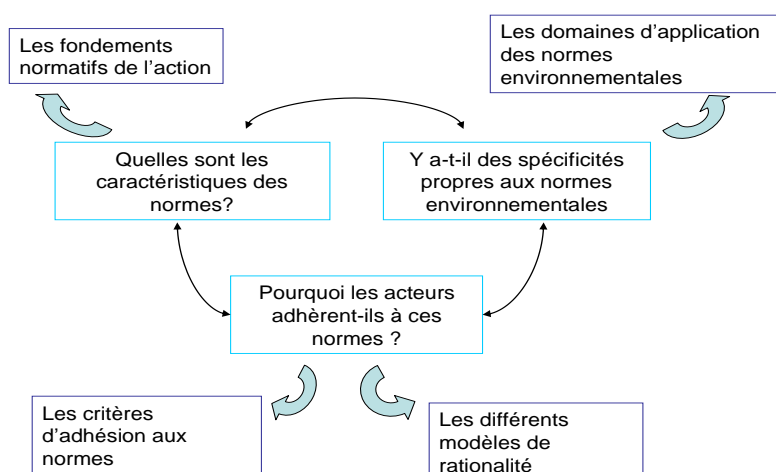 Les fondements
normatifs de l'action
Les domaines d'application
des normes
environnementales
Quelles sont les
caractéristiques des
normes?
Y a-t-il des spécificités
propres aux normes
environnementales
Pourquoi les acteurs
adhèrent-ils à ces
normes ?
Les critères
d'adhésion aux
normes
Les différents
modèles de
rationalité